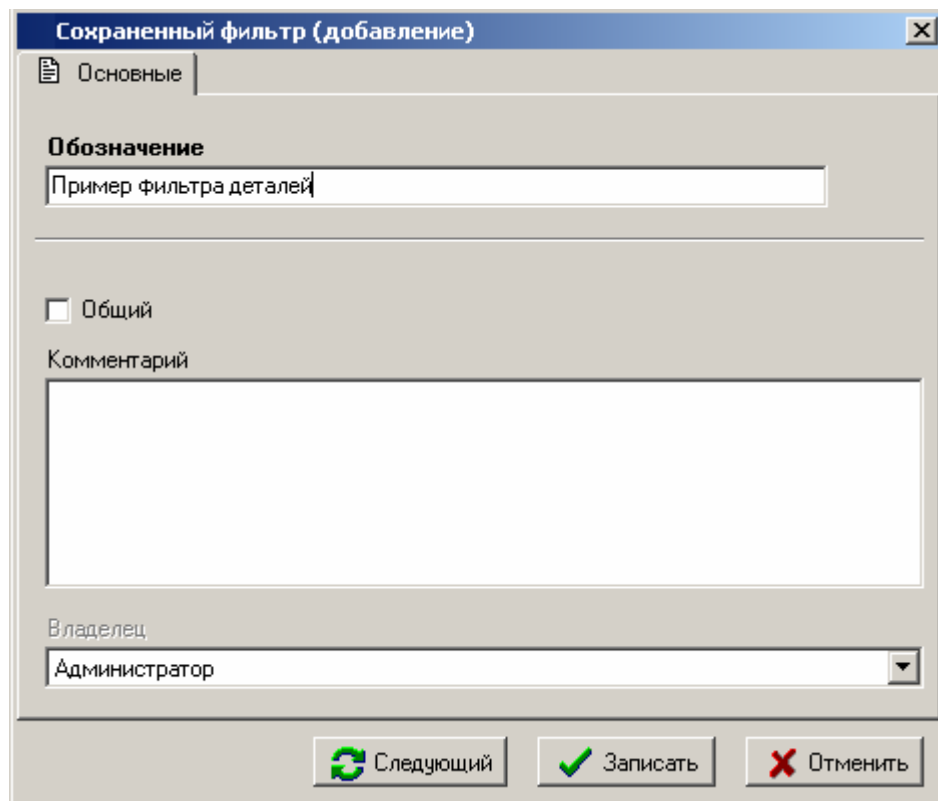 Сохраненный фильтр (добавление)
Основные
Обозначение
Пример фильтра деталей
Общий
Комментарий
Владелец
Администратор
Следующий Записать Отменить